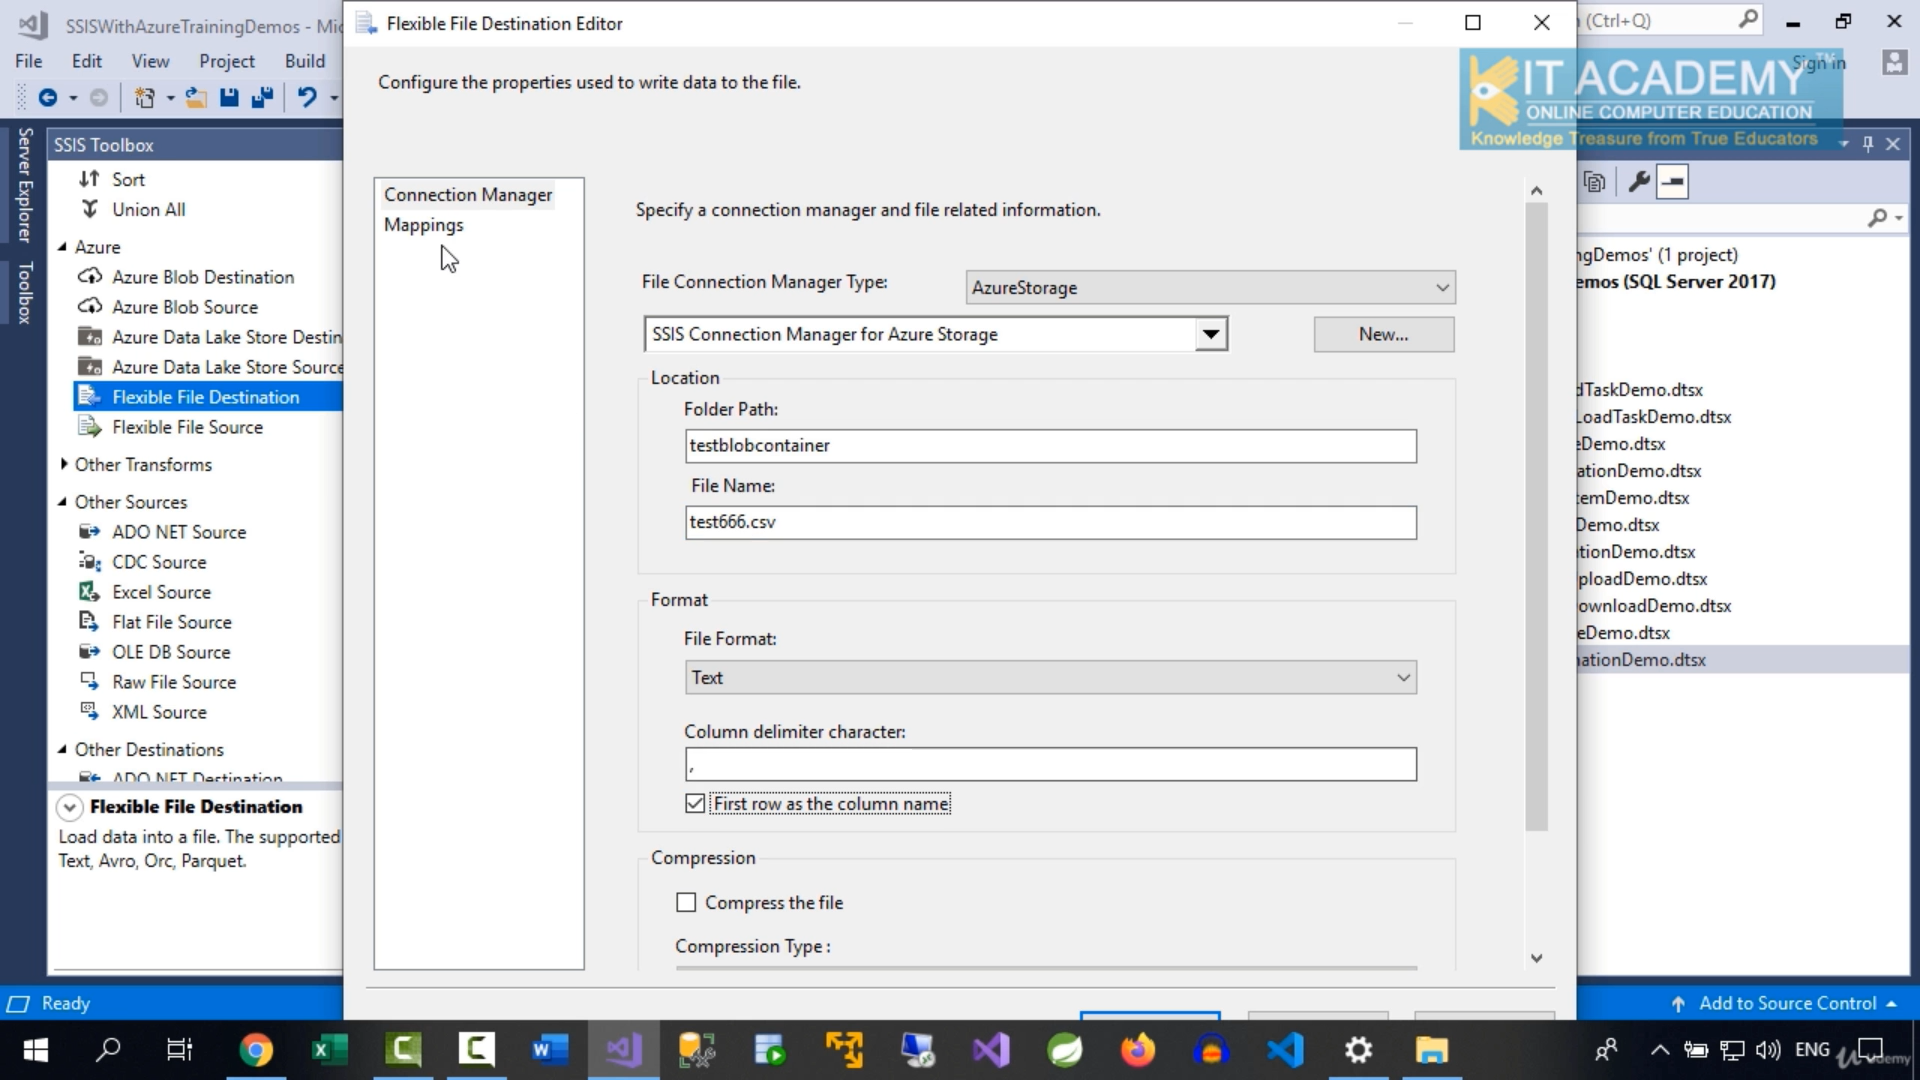 SSISWithAzureTrainingDemos - Mic
Flexible File Destination Editor
(Ctrl+Q)
File Edit View Project Build
Sign in
KIT ACADEMY™
ONLINE COMPUTER EDUCATION
Knowledge Treasure from True Educators
Configure the properties used to write data to the file.
Server Explorer
Toolbox
SSIS Toolbox
Sort
Union All
Azure
Azure Blob Destination
Azure Blob Source
Azure Data Lake Store Destin
Azure Data Lake Store Source
Flexible File Destination
Flexible File Source
Other Transforms
Other Sources
ADO NET Source
CDC Source
Excel Source
Flat File Source
OLE DB Source
Raw File Source
XML Source
Other Destinations
ADO NET Destination
Flexible File Destination
Load data into a file. The supported
Text, Avro, Orc, Parquet.
Connection Manager
Mappings
Specify a connection manager and file related information.
File Connection Manager Type:
AzureStorage
SSIS Connection Manager for Azure Storage
New...
Location
Folder Path:
testblobcontainer
File Name:
test666.csv
Format
File Format:
Text
Column delimiter character:
,
First row as the column name
Compression
Compress the file
Compression Type :
ngDemos' (1 project)
emos (SQL Server 2017)
dTaskDemo.dtsx
LoadTaskDemo.dtsx
eDemo.dtsx
ationDemo.dtsx
temDemo.dtsx
Demo.dtsx
tionDemo.dtsx
ploadDemo.dtsx
ownloadDemo.dtsx
eDemo.dtsx
nationDemo.dtsx
Ready
Add to Source Control
ENG
Udemy